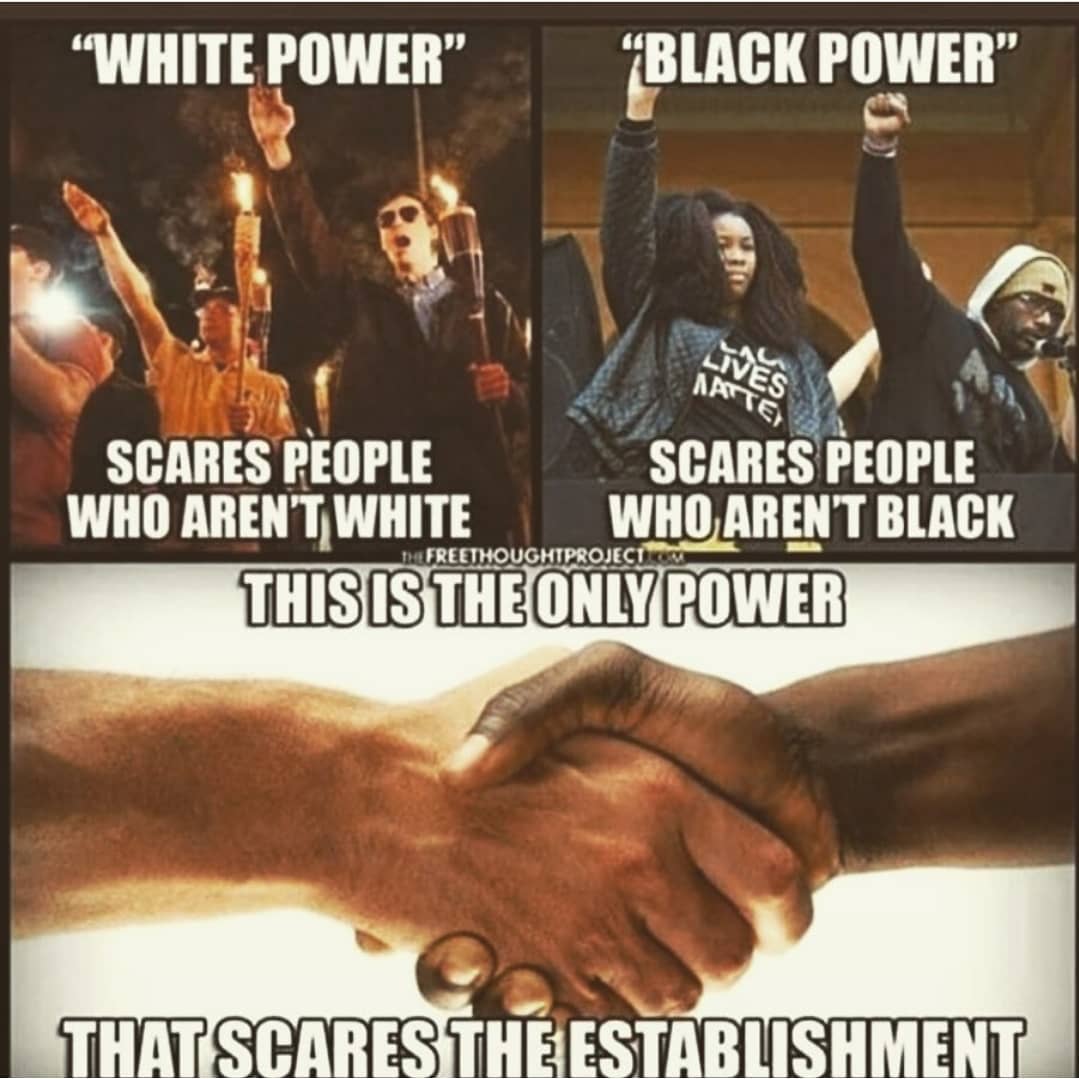 “WHITE POWER”
“BLACK POWER”
LIVES
SCARES PEOPLE
WHO AREN'T WHITE
SCARES PEOPLE
WHO AREN'T BLACK
THEFREETHOUGHTPROJECT.COM
THIS IS THE ONLY POWER
THAT SCARES THE ESTABLISHMENT